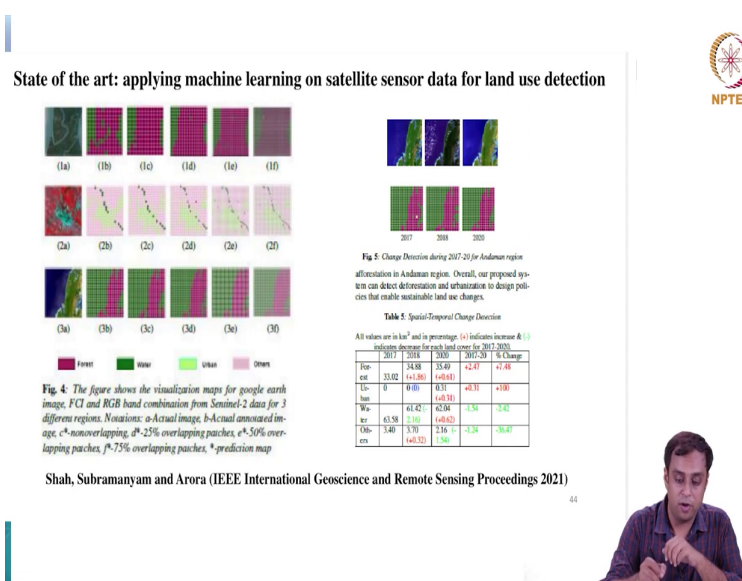 NPTE
State of the art: applying machine learning on satellite sensor data for land use detection
(1a) (1b) (1c) (1d) (1e) (1f)
(2a) (2b) (2c) (2d) (2e) (2f)
(3a) (3b) (3c) (3d) (3e) (3f)
Forest Water Urban Others
Fig. 4: The figure shows the visualization maps for google earth
image, FCI and RGB band combination from Sentinel-2 data for 3
different regions. Notations: a-Actual image, b-Actual annotated im-
age, c*-nonoverlapping, d*-25% overlapping patches, e*-50% over-
lapping patches, f*-75% overlapping patches, *-prediction map
2017 2018 2020
Fig. 5: Change Detection during 2017-20 for Andaman region
afforestation in Andaman region. Overall, our proposed sys-
tem can detect deforestation and urbanization to design poli-
cies that enable sustainable land use changes.
Table 5: Spatial-Temporal Change Detection
All values are in km² and in percentage. (+) indicates increase & (-)
indicates decrease for each land cover for 2017-2020.
2017 2018 2020 2017-20 % Change
For- 34.88 35.49 +2.47 +7.48
est 33.02 (+1.86) (+0.61)
Ur- 0 0 (0) 0.31 +0.31 +100
ban (+0.31)
Wa- 61.42 (- 62.04 -1.54 -2.42
ter 63.58 2.16) (+0.62)
Oth- 3.40 3.70 2.16 (- -1.24 -36.47
ers (+0.32) 1.54)
Shah, Subramanyam and Arora (IEEE International Geoscience and Remote Sensing Proceedings 2021)
44